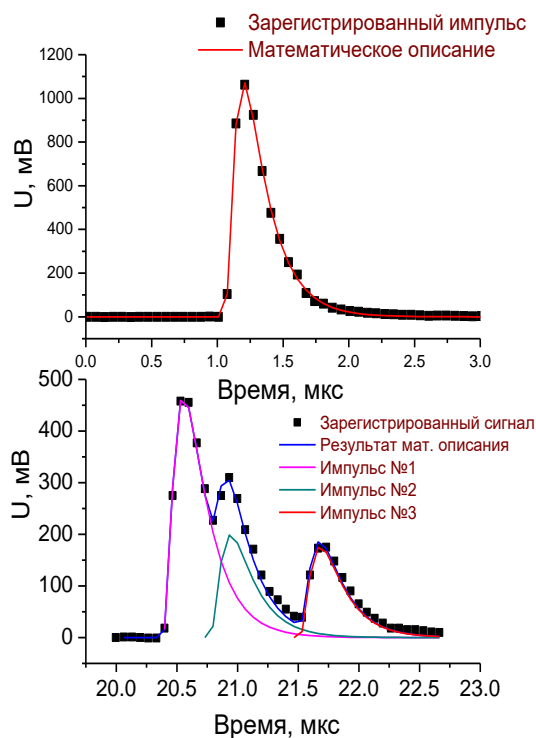 Зарегистрированный импульс
Математическое описание
1200
1000
800
600
400
200
0
U, мВ
0.0 0.5 1.0 1.5 2.0 2.5 3.0
Время, мкс
500
400
300
200
100
0
U, мВ
Зарегистрированный сигнал
Результат мат. описания
Импульс №1
Импульс №2
Импульс №3
20.0 20.5 21.0 21.5 22.0 22.5 23.0
Время, мкс